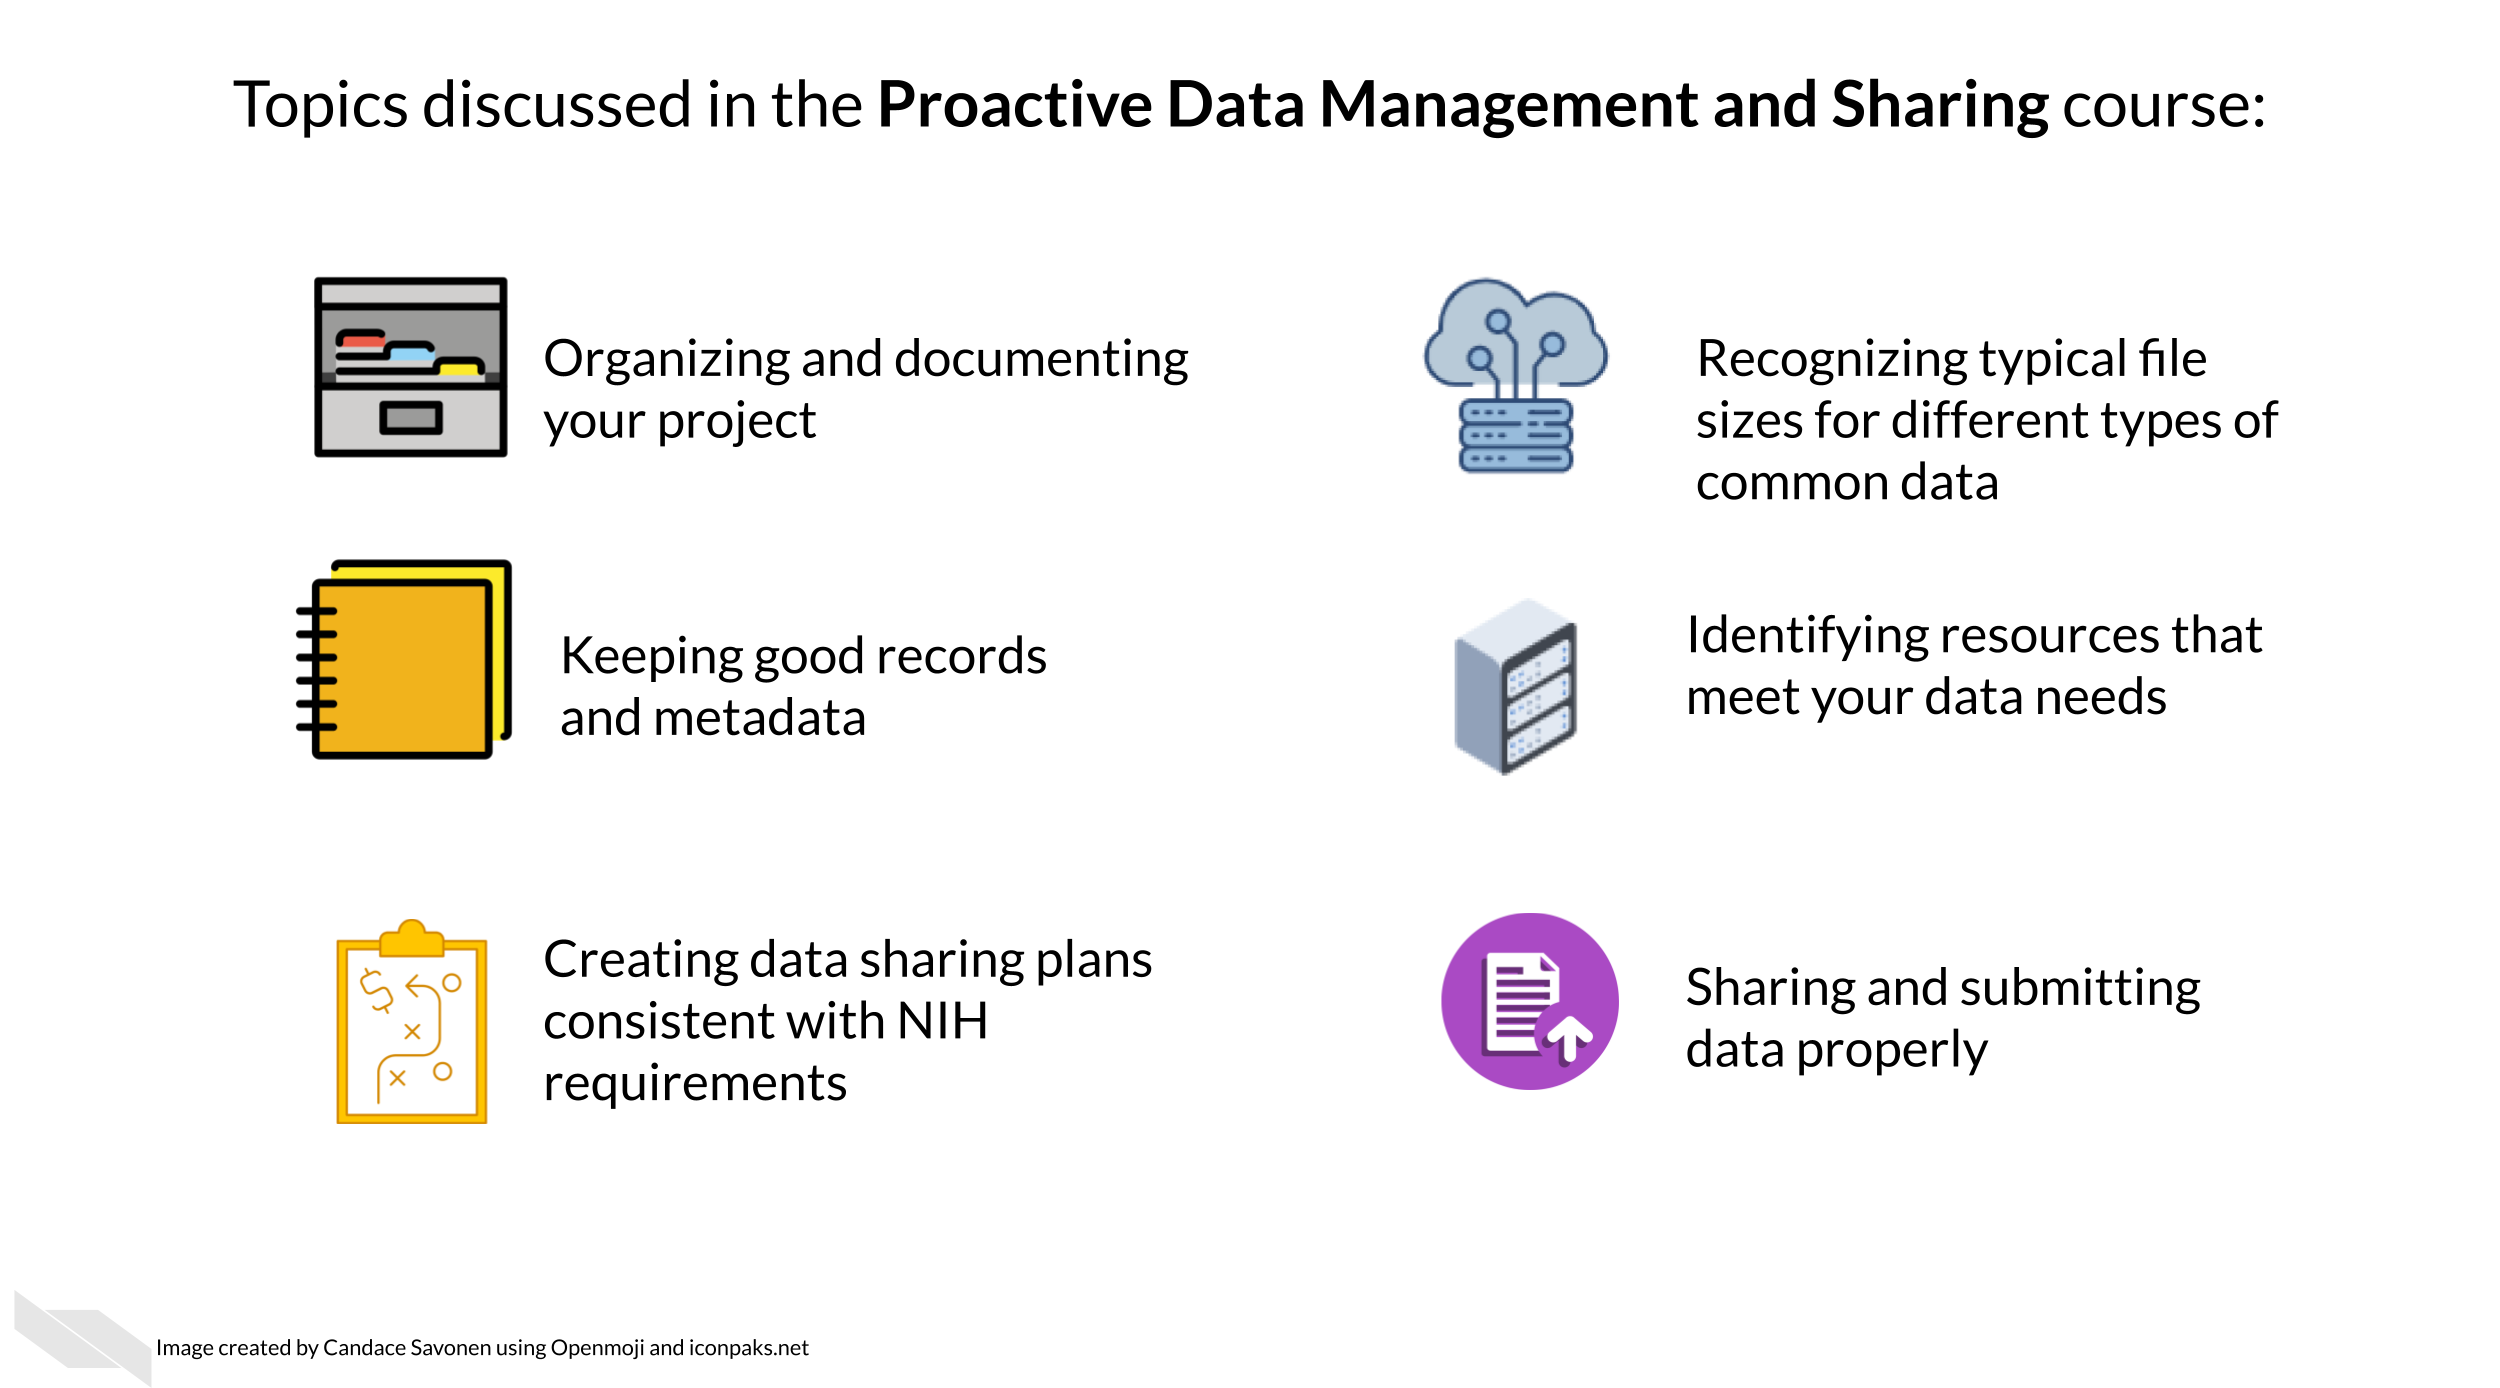 Topics discussed in the Proactive Data Management and Sharing course:
Organizing and documenting
your project
Keeping good records
and metadata
Creating data sharing plans
consistent with NIH
requirements
Recognizing typical file
sizes for different types of
common data
Identifying resources that
meet your data needs
Sharing and submitting
data properly
Image created by Candace Savonen using Openmoji and iconpaks.net